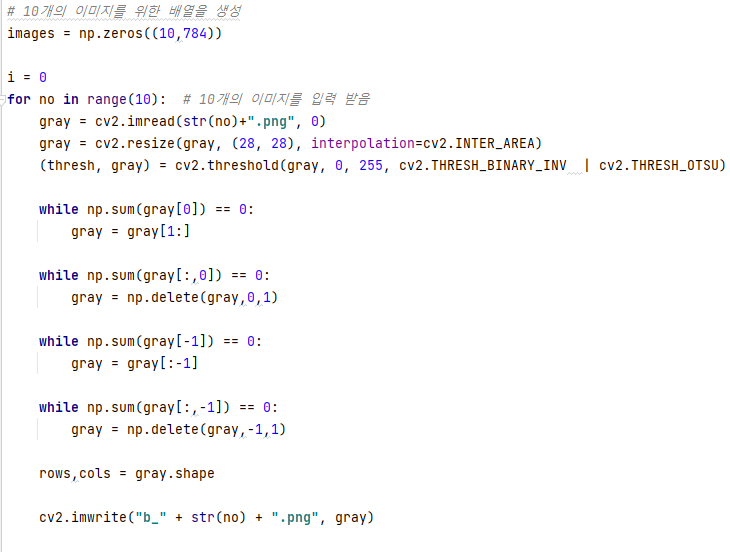 # 10개의 이미지를 위한 배열을 생성
images = np.zeros((10,784))
i = 0
for no in range(10):  # 10개의 이미지를 입력 받음
    gray = cv2.imread(str(no)+".png", 0)
    gray = cv2.resize(gray, (28, 28), interpolation=cv2.INTER_AREA)
    (thresh, gray) = cv2.threshold(gray, 0, 255, cv2.THRESH_BINARY_INV  | cv2.THRESH_OTSU)
    while np.sum(gray[0]) == 0:
        gray = gray[1:]
    while np.sum(gray[:,0]) == 0:
        gray = np.delete(gray,0,1)
    while np.sum(gray[-1]) == 0:
        gray = gray[:-1]
    while np.sum(gray[:,-1]) == 0:
        gray = np.delete(gray,-1,1)
    rows,cols = gray.shape
    cv2.imwrite("b_" + str(no) + ".png", gray)